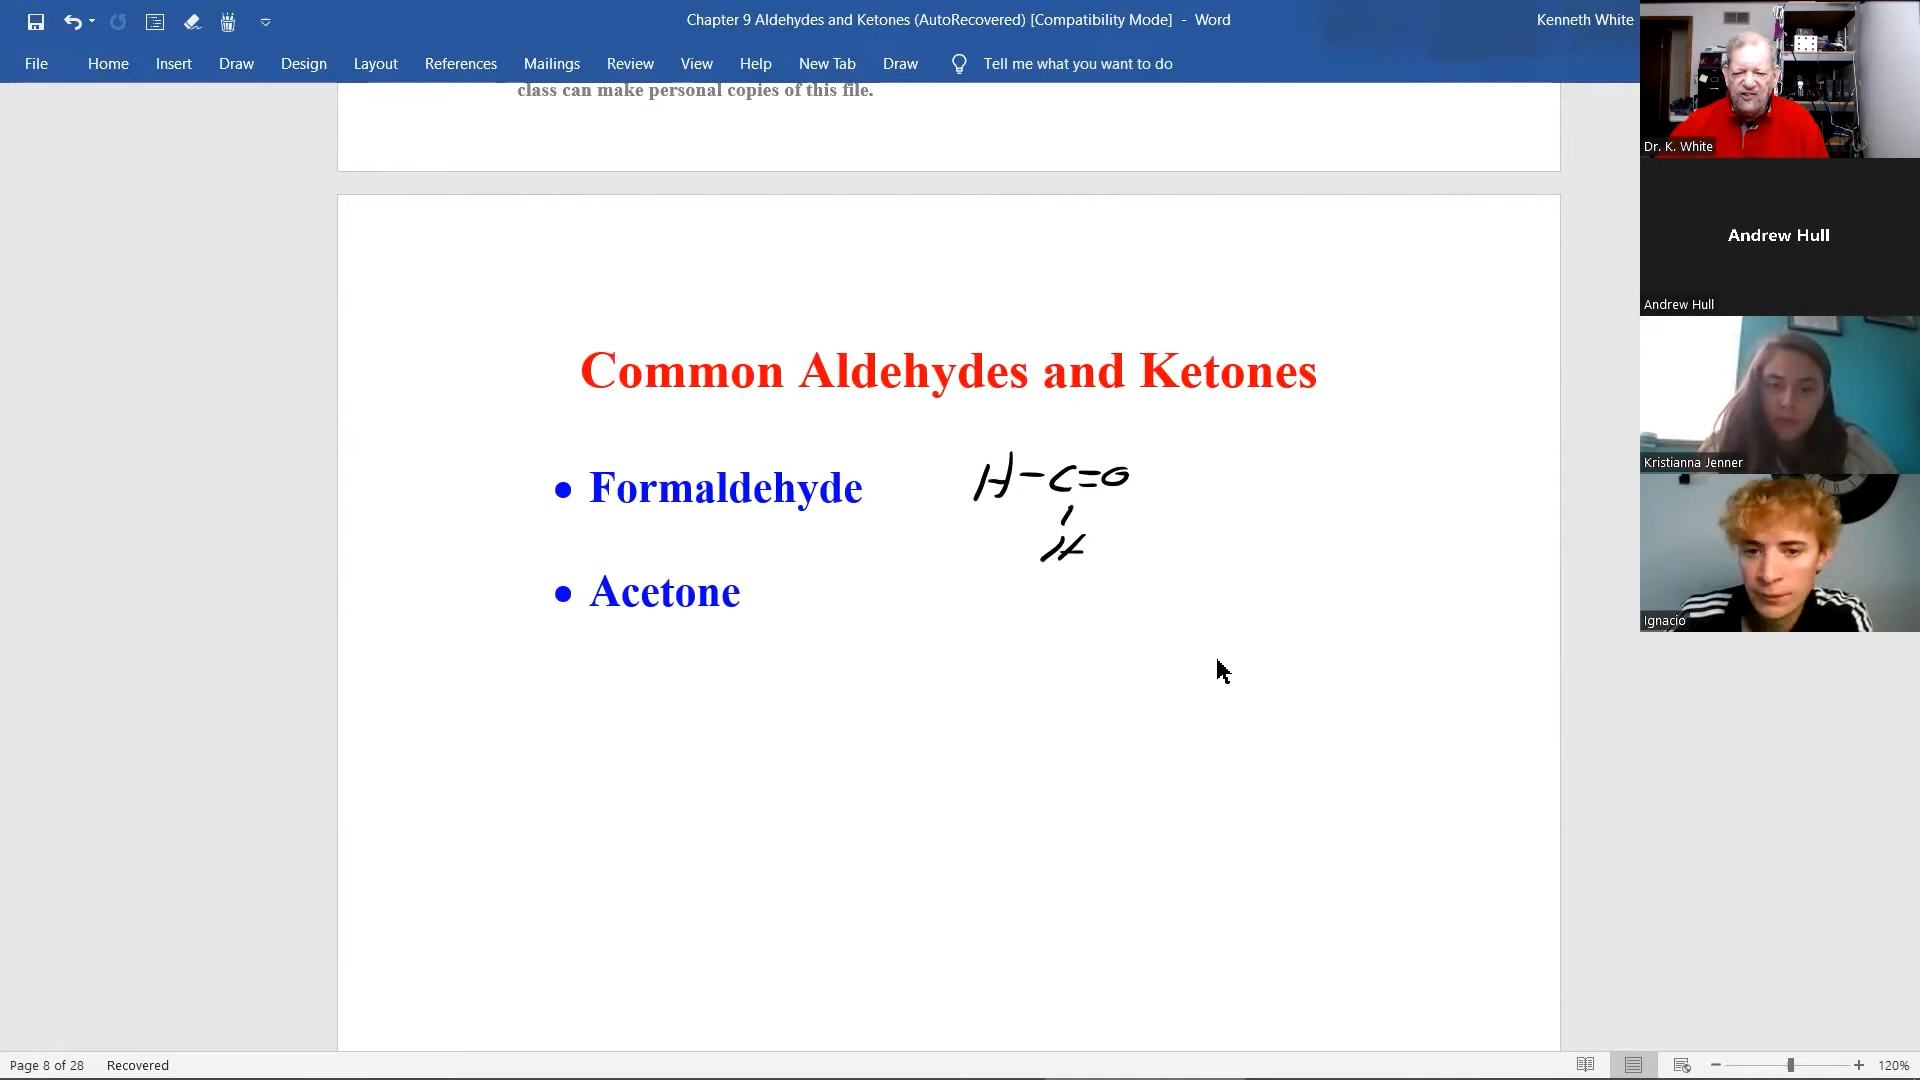 Chapter 9 Aldehydes and Ketones (AutoRecovered) [Compatibility Mode] - Word
Kenneth White
File Home Insert Draw Design Layout References Mailings Review View Help New Tab Draw Tell me what you want to do
class can make personal copies of this file.
Common Aldehydes and Ketones
• Formaldehyde H-C=O
H
• Acetone
Dr. K. White
Andrew Hull
Andrew Hull
Kristianna Jenner
Ignacio
Page 8 of 28 Recovered
120%